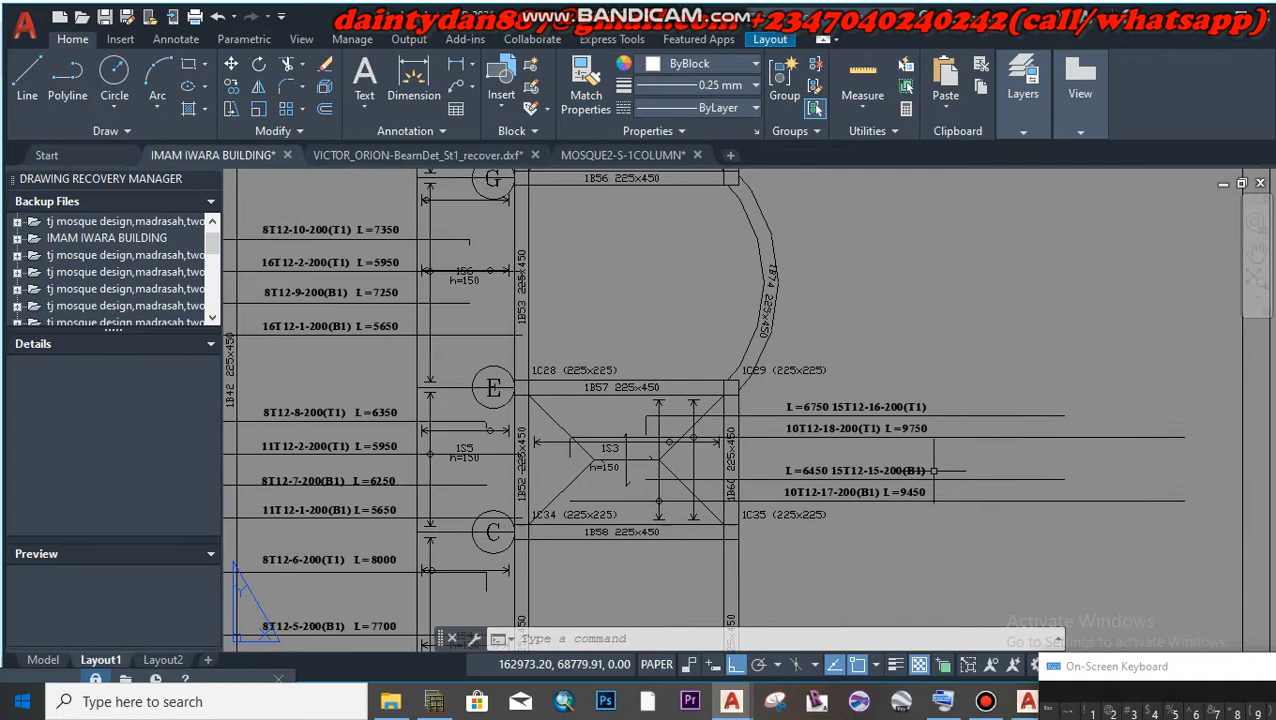 www.BANDICAM.com
Home Insert Annotate Parametric View Manage Output Add-ins Collaborate Express Tools Featured Apps Layout
Line Polyline Circle Arc Text Dimension Insert Match Properties Group Measure Paste Layers View
ByBlock
0.25 mm
ByLayer
Draw Modify Annotation Block Properties Groups Utilities Clipboard
Start IMAM IWARA BUILDING* VICTOR_ORION-BeamDet_St1_recover.dxf* MOSQUE2-S-1COLUMN*
DRAWING RECOVERY MANAGER
Backup Files
tj mosque design,madrasah,two
IMAM IWARA BUILDING
tj mosque design,madrasah,two
tj mosque design,madrasah,two
tj mosque design,madrasah,two
tj mosque design,madrasah,two
Details
Preview
G
1B56 225x450
8T12-10-200(T1) L=7350
16T12-2-200(T1) L=5950
1S6
h=150
8T12-9-200(B1) L=7250
16T12-1-200(B1) L=5650
1B53 225x450
1B74 225x450
1B42 225x450
1C28 (225x225)
1C29 (225x225)
E
1B57 225x450
8T12-8-200(T1) L=6350
11T12-2-200(T1) L=5950
1S5
h=150
8T12-7-200(B1) L=6250
11T12-1-200(B1) L=5650
1B52 225x450
1S3
h=150
1B60 225x450
L=6750 15T12-16-200(T1)
10T12-18-200(T1) L=9750
L=6450 15T12-15-200(B1)
10T12-17-200(B1) L=9450
1C34 (225x225)
1C35 (225x225)
C
1B58 225x450
8T12-6-200(T1) L=8000
8T12-5-200(B1) L=7700
Activate Windows
Go to Settings to activate Windows.
Type a command
Model Layout1 Layout2
162973.20, 68779.91, 0.00 PAPER
On-Screen Keyboard
Type here to search